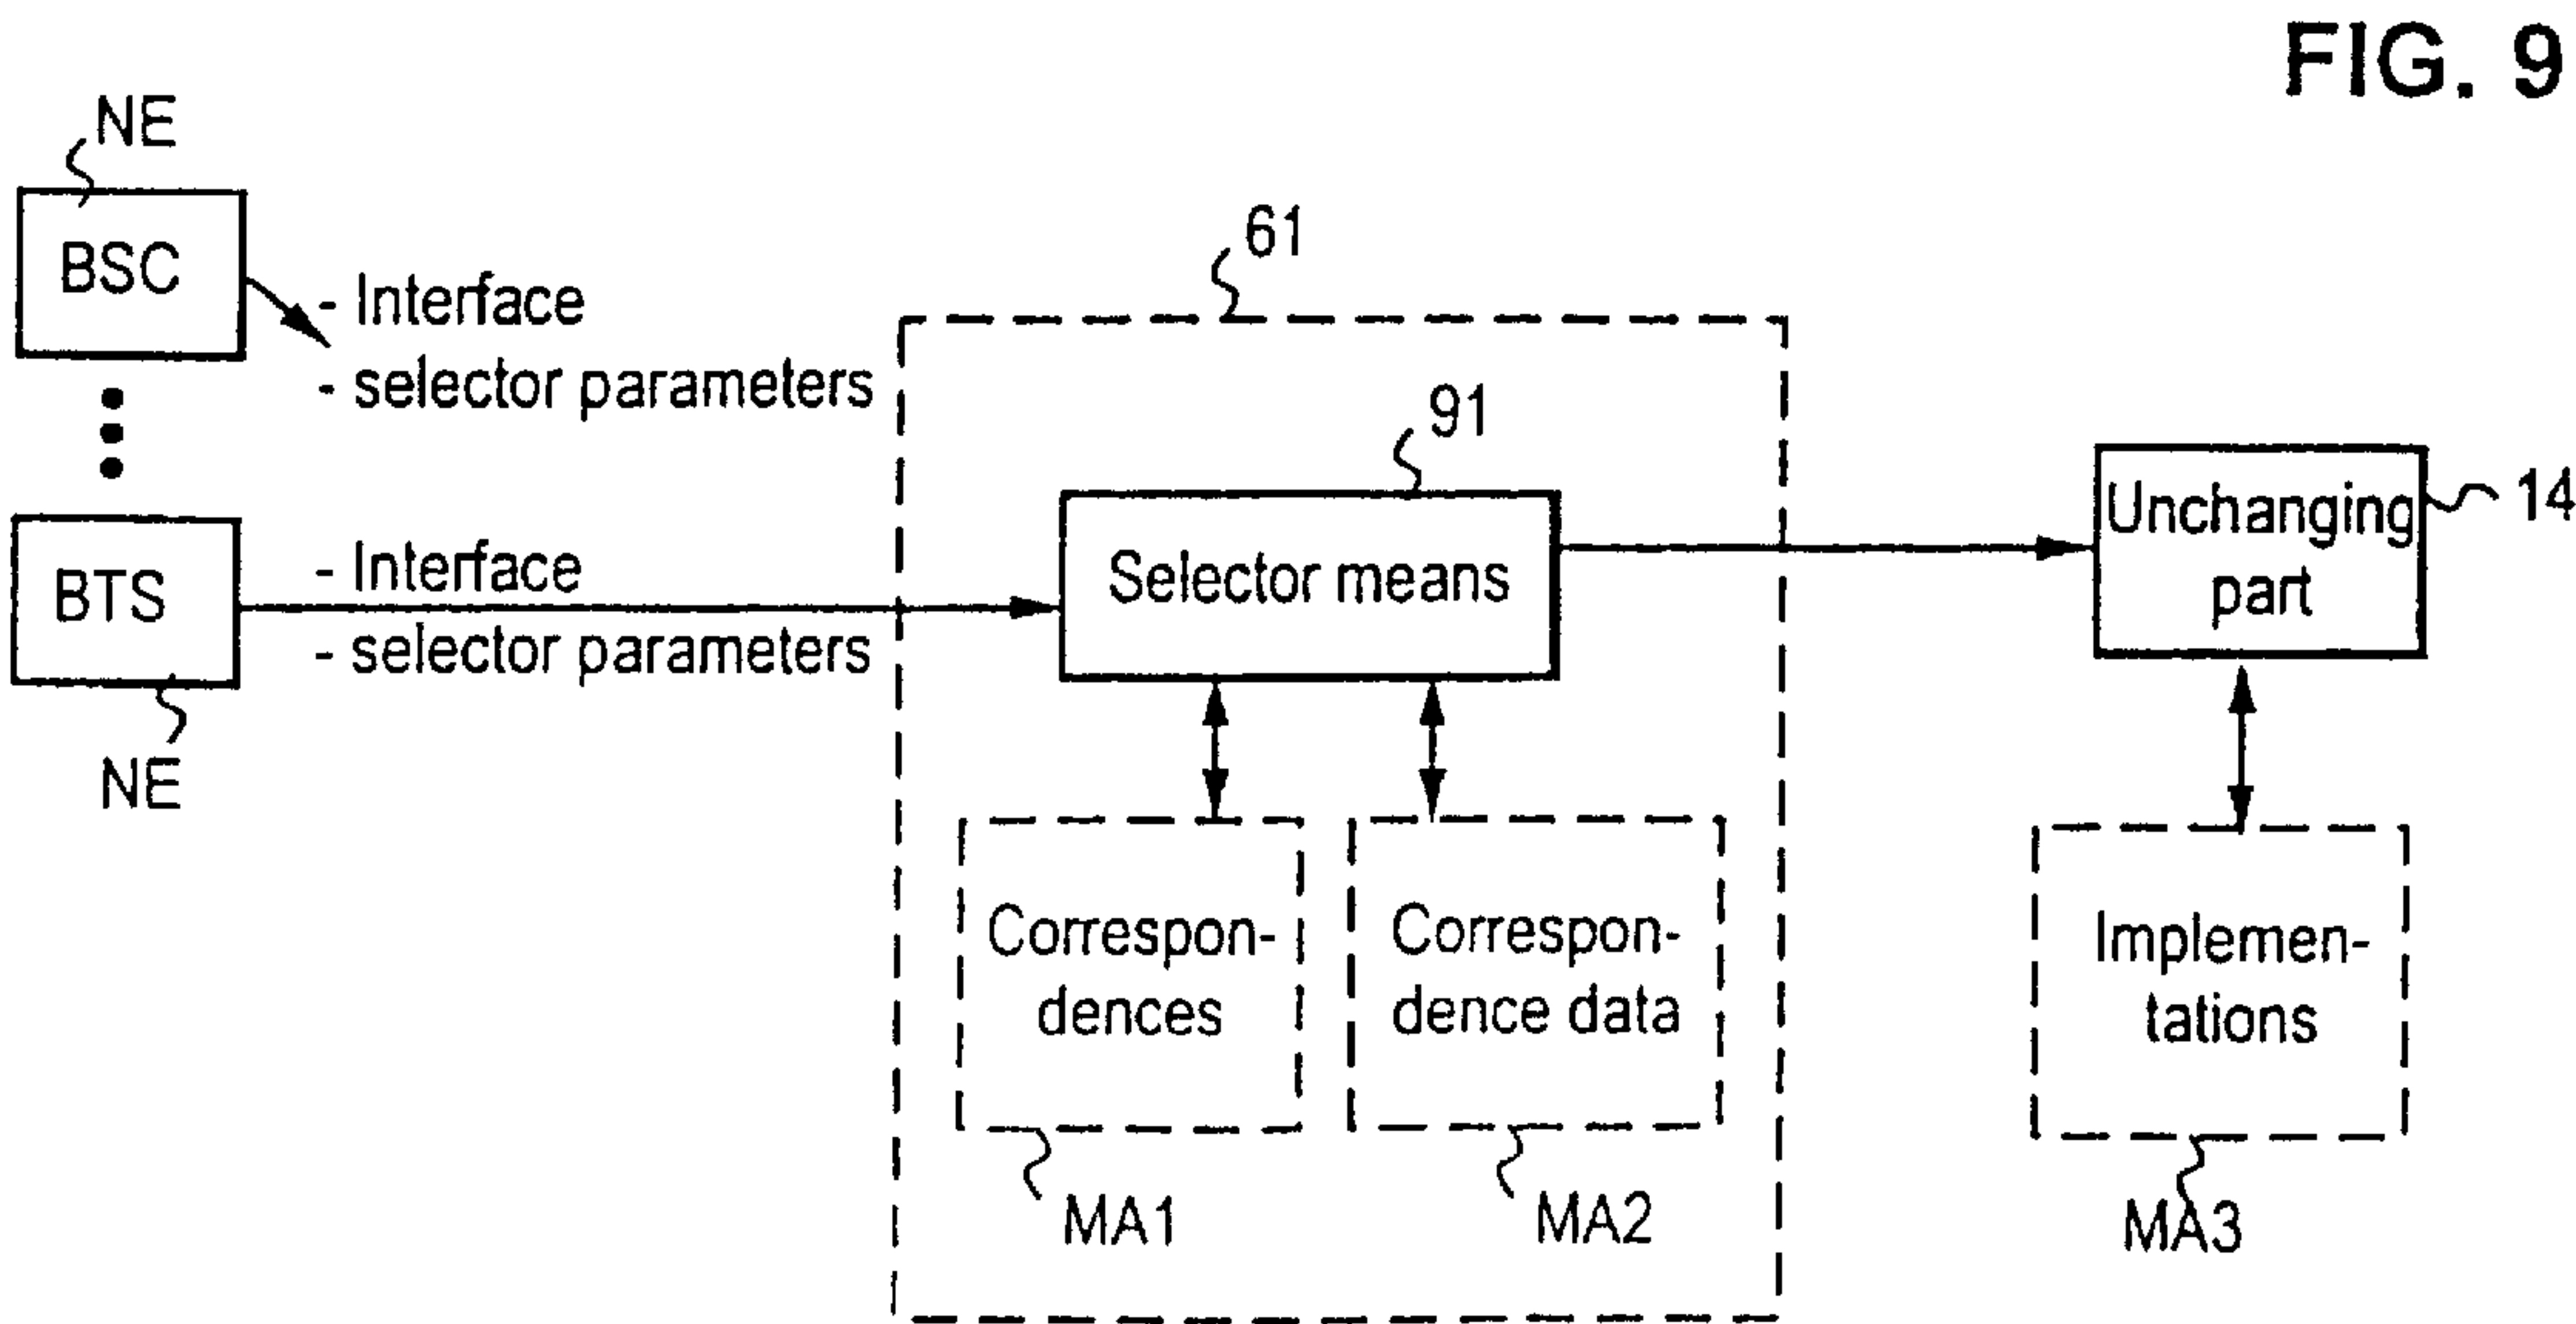 FIG. 9
NE
BSC
- Interface
- selector parameters
61
91
BTS
- Interface
- selector parameters
NE
Selector means
Unchanging
part
14
Correspon-
dences
Correspon-
dence data
Implemen-
tations
MA1
MA2
MA3